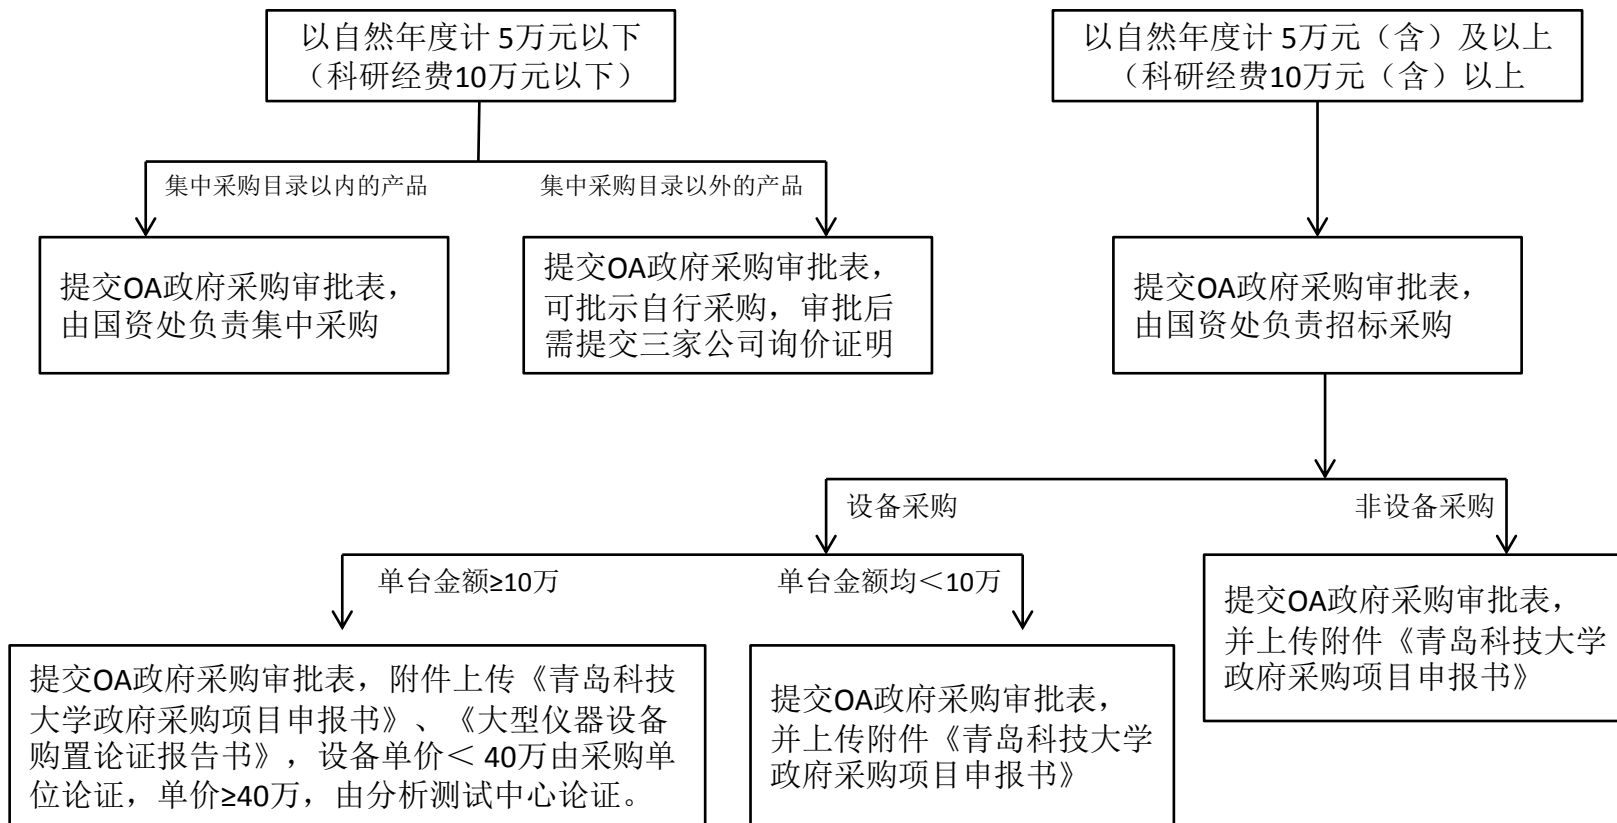 以自然年度计 5万元以下
（科研经费10万元以下）
以自然年度计 5万元（含）及以上
（科研经费10万元（含）以上
集中采购目录以内的产品
集中采购目录以外的产品
提交OA政府采购审批表，
由国资处负责集中采购
提交OA政府采购审批表，
可批示自行采购，审批后
需提交三家公司询价证明
提交OA政府采购审批表，
由国资处负责招标采购
设备采购
非设备采购
单台金额≥10万
单台金额均＜10万
提交OA政府采购审批表，附件上传《青岛科技
大学政府采购项目申报书》、《大型仪器设备
购置论证报告书》，设备单价＜ 40万由采购单
位论证，单价≥40万，由分析测试中心论证。
提交OA政府采购审批表，
并上传附件《青岛科技大学
政府采购项目申报书》
提交OA政府采购审批表，
并上传附件《青岛科技大学
政府采购项目申报书》